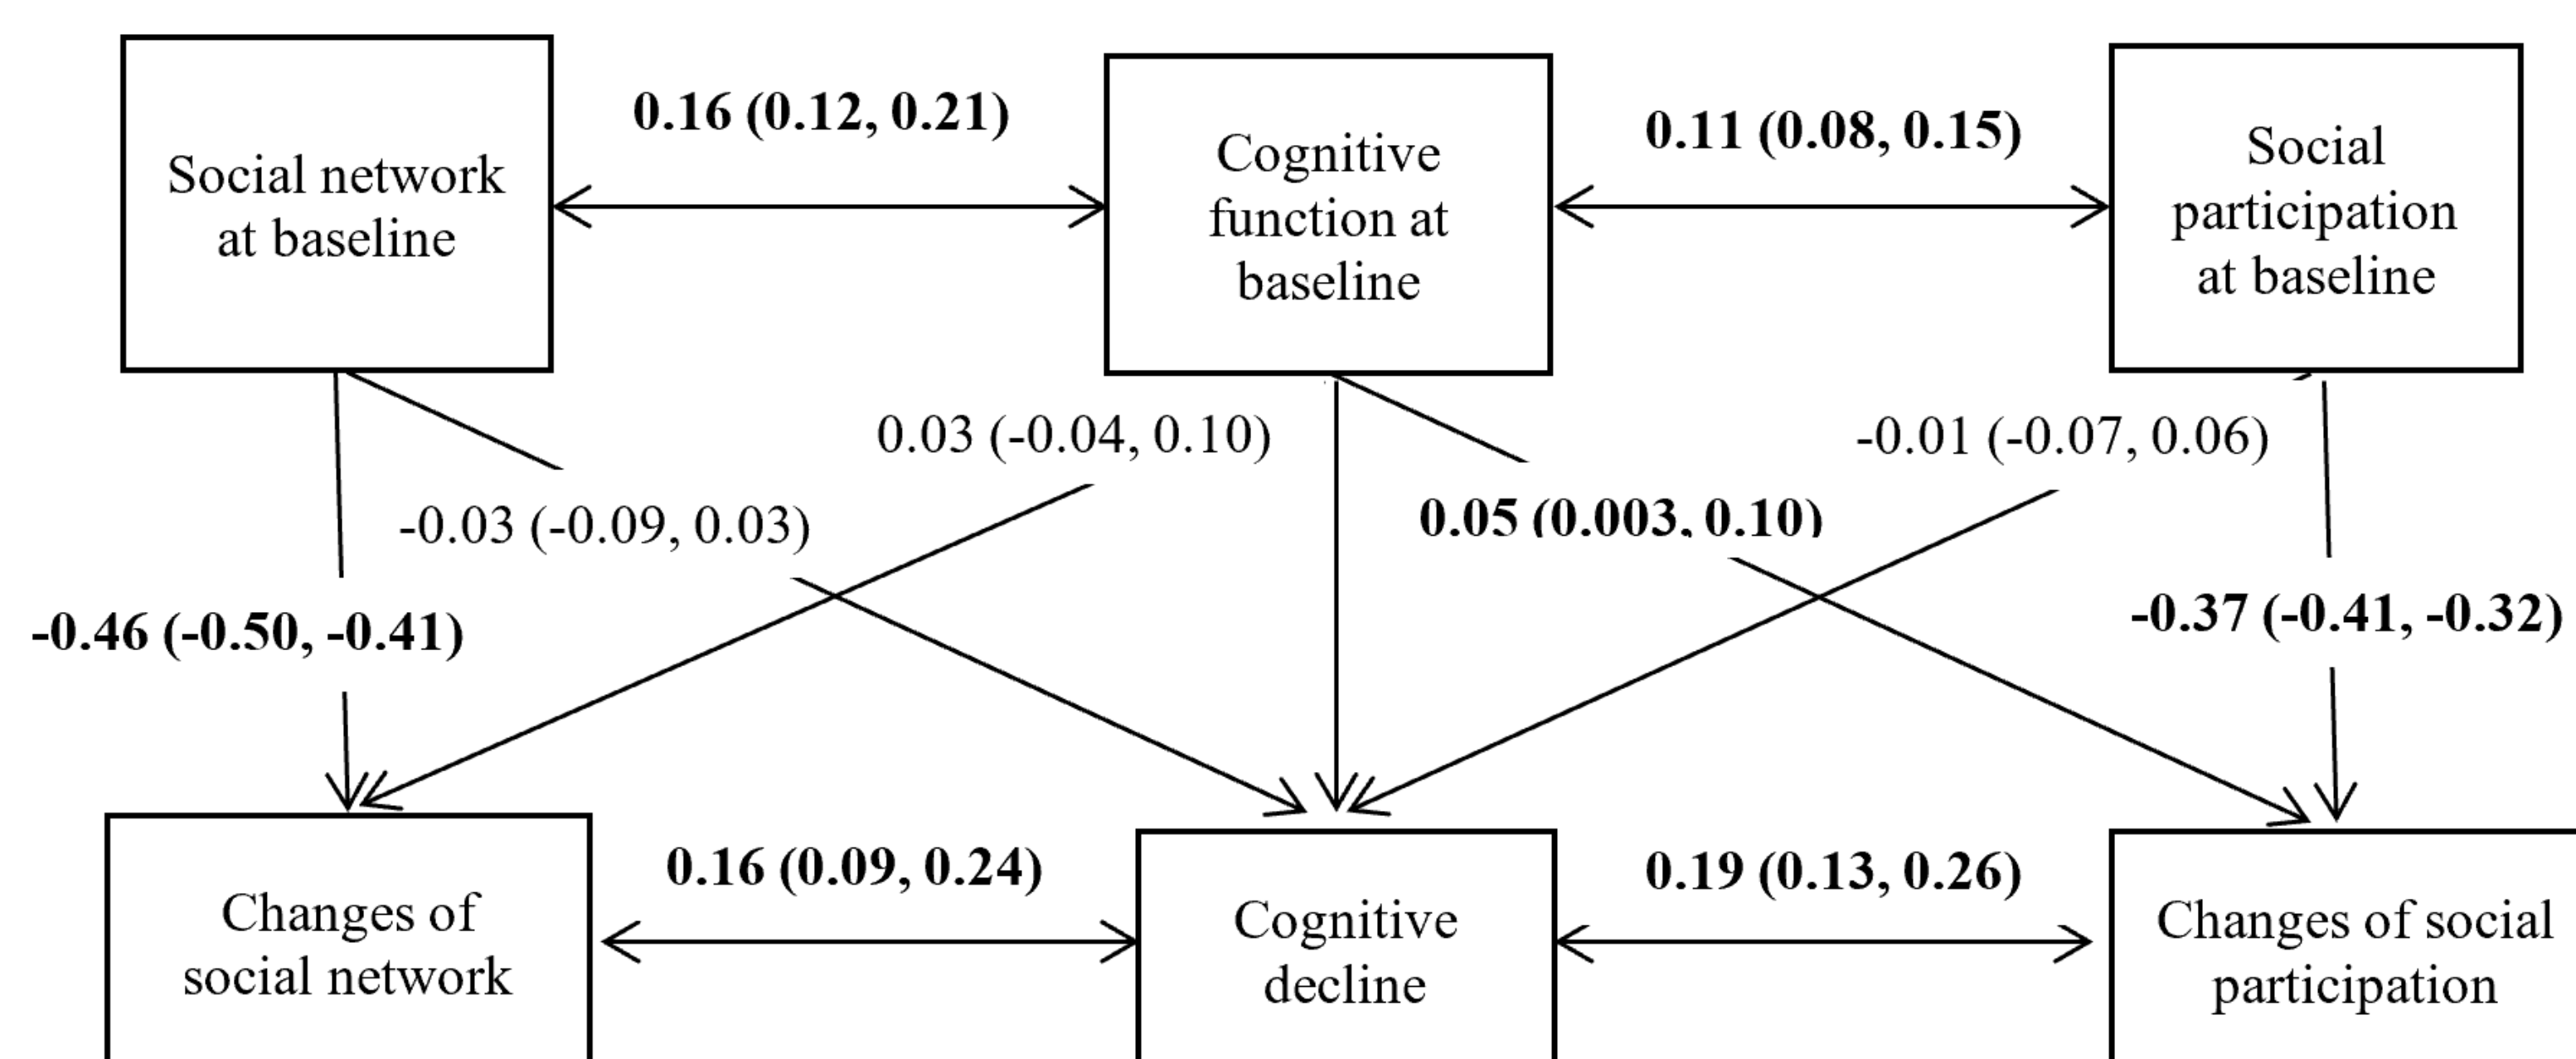 Social network
at baseline
0.16 (0.12, 0.21)
Cognitive
function at
baseline
0.11 (0.08, 0.15)
Social
participation
at baseline
0.03 (-0.04, 0.10)
-0.01 (-0.07, 0.06)
-0.03 (-0.09, 0.03)
0.05 (0.003, 0.10)
-0.46 (-0.50, -0.41)
-0.37 (-0.41, -0.32)
Changes of
social network
0.16 (0.09, 0.24)
Cognitive
decline
0.19 (0.13, 0.26)
Changes of social
participation